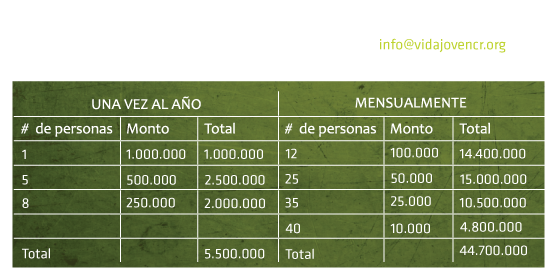 info@vidajovencr.org
UNA VEZ AL AÑO MENSUALMENTE
# de personas Monto Total # de personas Monto Total
1 1.000.000 1.000.000 12 100.000 14.400.000
5 500.000 2.500.000 25 50.000 15.000.000
8 250.000 2.000.000 35 25.000 10.500.000
40 10.000 4.800.000
Total 5.500.000 Total 44.700.000